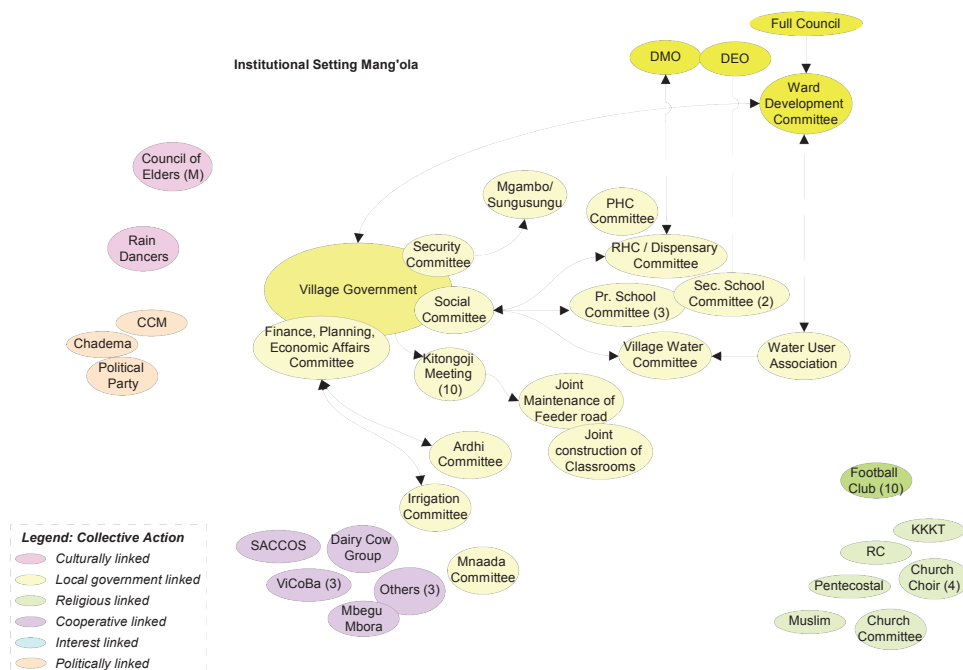 Full Council
Institutional Setting Mang'ola
DMO
DEO
Ward
Development
Committee
Council of
Elders (M)
Mgambo/
Sungusungu
PHC
Committee
Rain
Dancers
Security
Committee
RHC / Dispensary
Committee
Village Government
Social
Committee
Pr. School
Committee (3)
Sec. School
Committee (2)
CCM
Chadema
Political
Party
Finance, Planning,
Economic Affairs
Committee
Kitongoji
Meeting
(10)
Village Water
Committee
Water User
Association
Joint
Maintenance of
Feeder road
Joint
construction of
Classrooms
Ardhi
Committee
Irrigation
Committee
Football
Club (10)
SACCOS
Dairy Cow
Group
Mnaada
Committee
ViCoBa (3)
Others (3)
Mbegu
Mbora
KKKT
RC
Church
Choir (4)
Pentecostal
Muslim
Church
Committee
Legend: Collective Action
Culturally linked
Local government linked
Religious linked
Cooperative linked
Interest linked
Politically linked